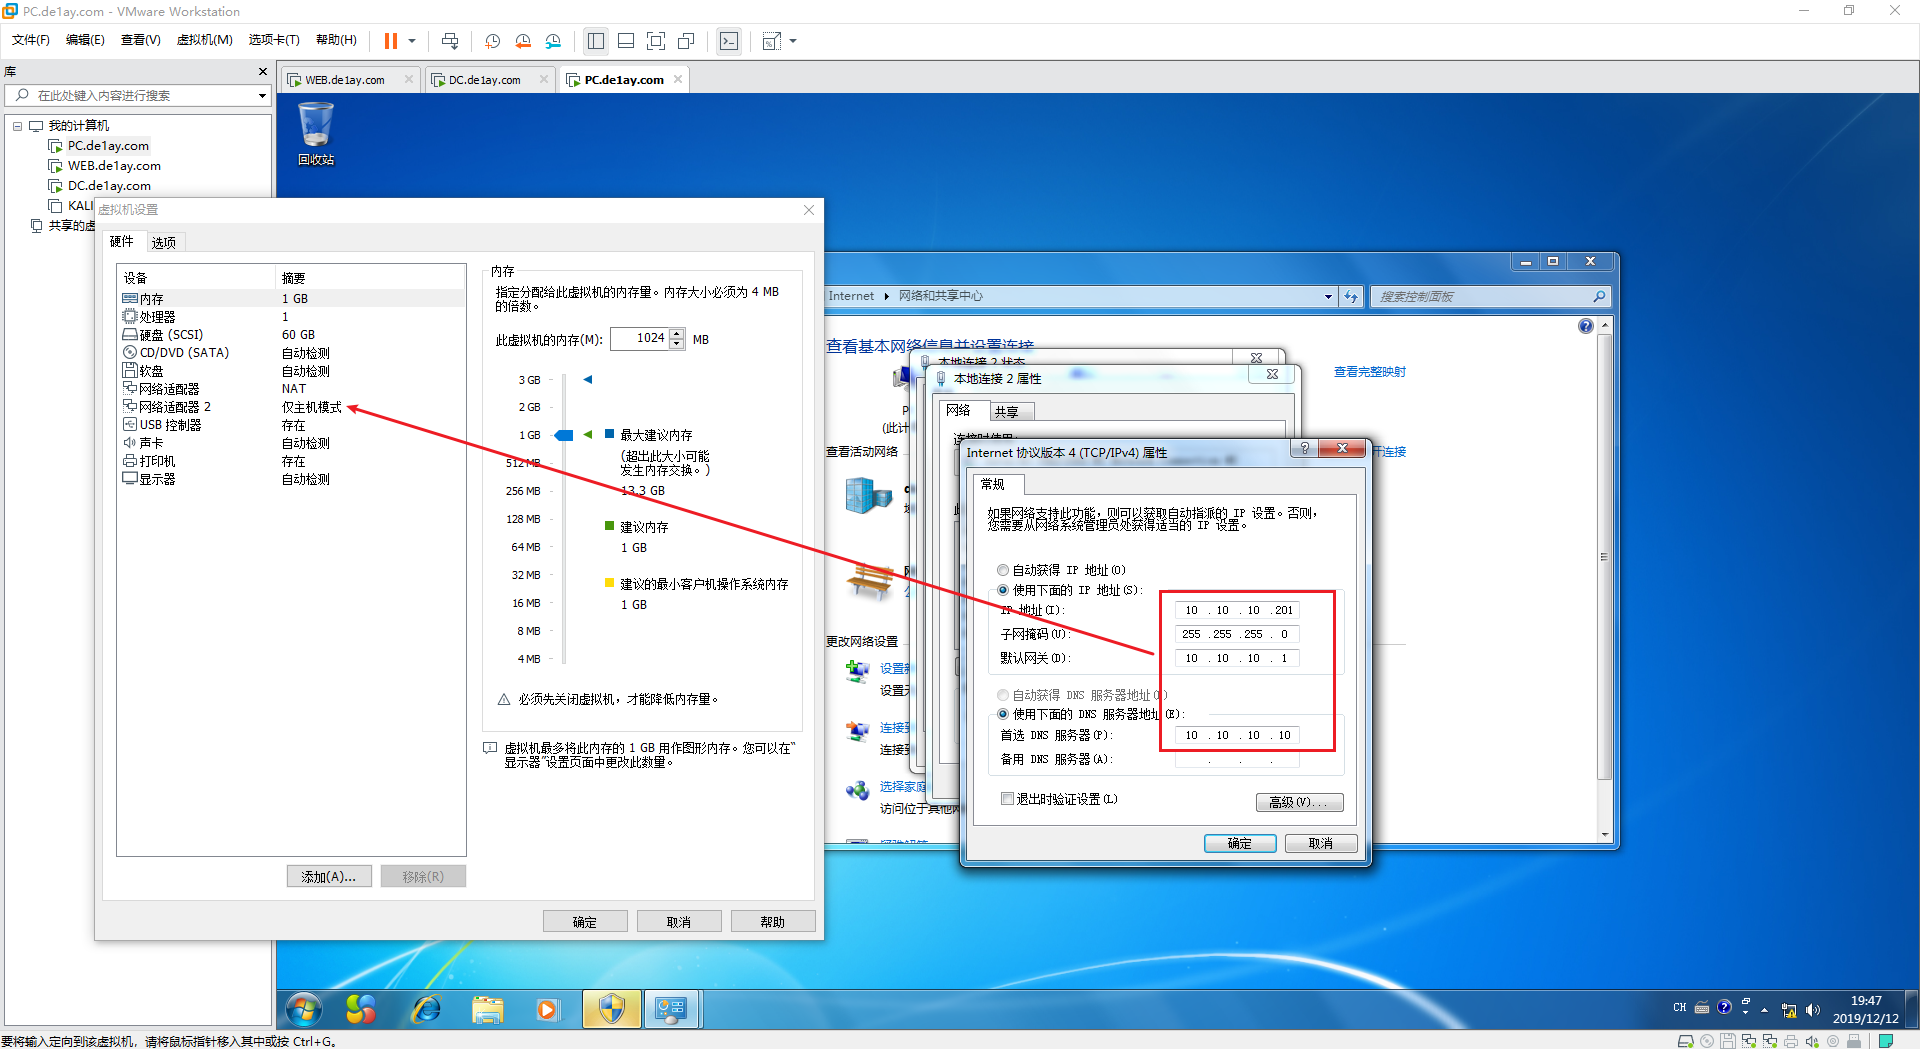 PC.de1ay.com - VMware Workstation
文件(F) 编辑(E) 查看(V) 虚拟机(M) 选项卡(T) 帮助(H)
库
在此处键入内容进行搜索
我的计算机
PC.de1ay.com
WEB.de1ay.com
DC.de1ay.com
KALI
共享的虚
WEB.de1ay.com
DC.de1ay.com
PC.de1ay.com
回收站
虚拟机设置
硬件 选项
设备 摘要
内存 1 GB
处理器 1
硬盘 (SCSI) 60 GB
CD/DVD (SATA) 自动检测
软盘 自动检测
网络适配器 NAT
网络适配器 2 仅主机模式
USB 控制器 存在
声卡 自动检测
打印机 存在
显示器 自动检测
添加(A)... 移除(R)
内存
指定分配给此虚拟机的内存量。内存大小必须为 4 MB
的倍数。
此虚拟机的内存(M): 1024 MB
3 GB
2 GB
1 GB
512 MB
256 MB
128 MB
64 MB
32 MB
16 MB
8 MB
4 MB
最大建议内存
(超出此大小可能
发生内存交换。)
13.3 GB
建议内存
1 GB
建议的最小客户机操作系统内存
1 GB
必须先关闭虚拟机，才能降低内存量。
虚拟机最多将此内存的 1 GB 用作图形内存。您可以在"
显示器"设置页面中更改此数量。
确定 取消 帮助
Internet 网络和共享中心
搜索控制面板
查看基本网络信息并设置连接
查看完整映射
(此计
查看活动网络
开连接
更改网络设置
设置新
设置无
连接到
连接到
选择家庭
访问位于其他网
本地连接 2 状态
本地连接 2 属性
网络 共享
连接时使用:
Internet 协议版本 4 (TCP/IPv4) 属性
常规
如果网络支持此功能，则可以获取自动指派的 IP 设置。否则，
您需要从网络系统管理员处获得适当的 IP 设置。
自动获得 IP 地址(O)
使用下面的 IP 地址(S):
IP 地址(I): 10 . 10 . 10 .201
子网掩码(U): 255 .255 .255 . 0
默认网关(D): 10 . 10 . 10 . 1
自动获得 DNS 服务器地址(B)
使用下面的 DNS 服务器地址(E):
首选 DNS 服务器(P): 10 . 10 . 10 . 10
备用 DNS 服务器(A): . . .
退出时验证设置(L)
高级(V)...
确定 取消
CH
19:47
2019/12/12
要将输入定向到该虚拟机，请将鼠标指针移入其中或按 Ctrl+G。